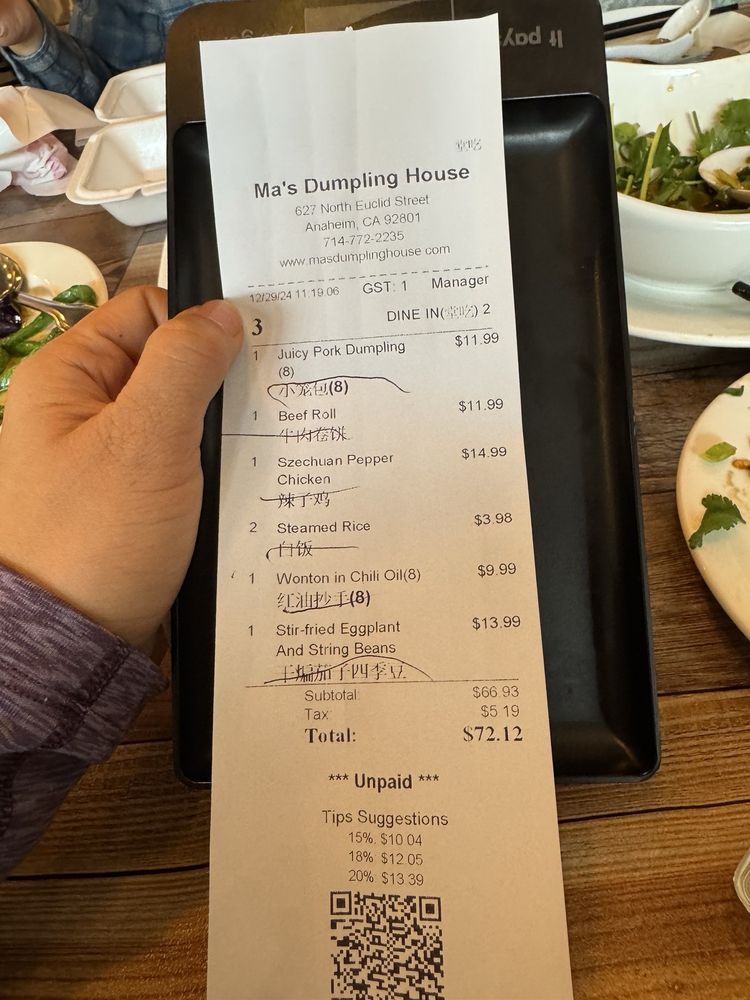 It pay
堂吃
Ma's Dumpling House
627 North Euclid Street
Anaheim, CA 92801
714-772-2235
www.masdumplinghouse.com
12/29/24 11:19:06 GST: 1 Manager
3 DINE IN(堂吃) 2
1 Juicy Pork Dumpling $11.99
(8)
小笼包(8)
1 Beef Roll $11.99
牛肉卷饼
1 Szechuan Pepper $14.99
Chicken
辣子鸡
2 Steamed Rice $3.98
白饭
1 Wonton in Chili Oil(8) $9.99
红油抄手(8)
1 Stir-fried Eggplant $13.99
And String Beans
干煸茄子四季豆
Subtotal: $66.93
Tax: $5.19
Total: $72.12
*** Unpaid ***
Tips Suggestions
15%: $10.04
18%: $12.05
20%: $13.39